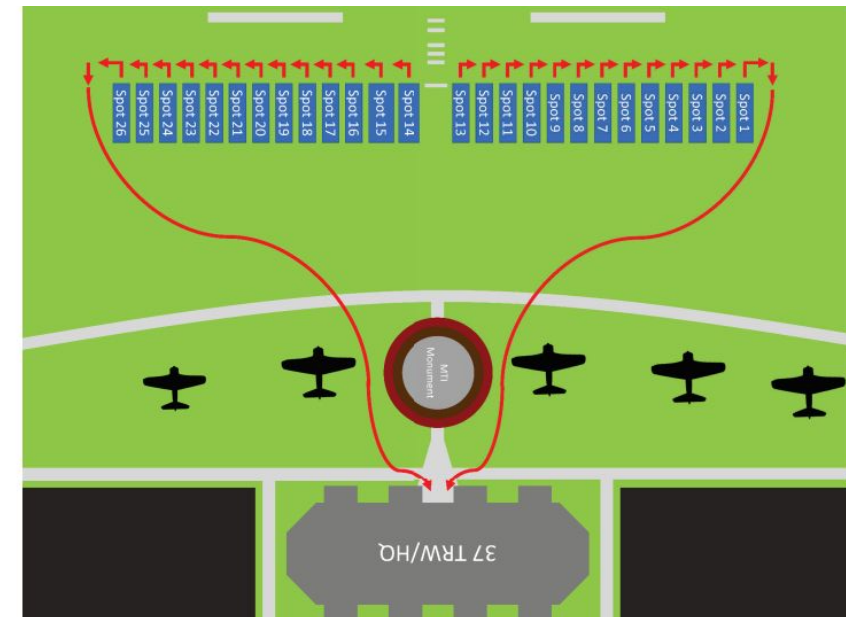 Spot 26
Spot 25
Spot 24
Spot 23
Spot 22
Spot 21
Spot 20
Spot 19
Spot 18
Spot 17
Spot 16
Spot 15
Spot 14
Spot 13
Spot 12
Spot 11
Spot 10
Spot 9
Spot 8
Spot 7
Spot 6
Spot 5
Spot 4
Spot 3
Spot 2
Spot 1
MTI
Monument
37 TRW/HQ